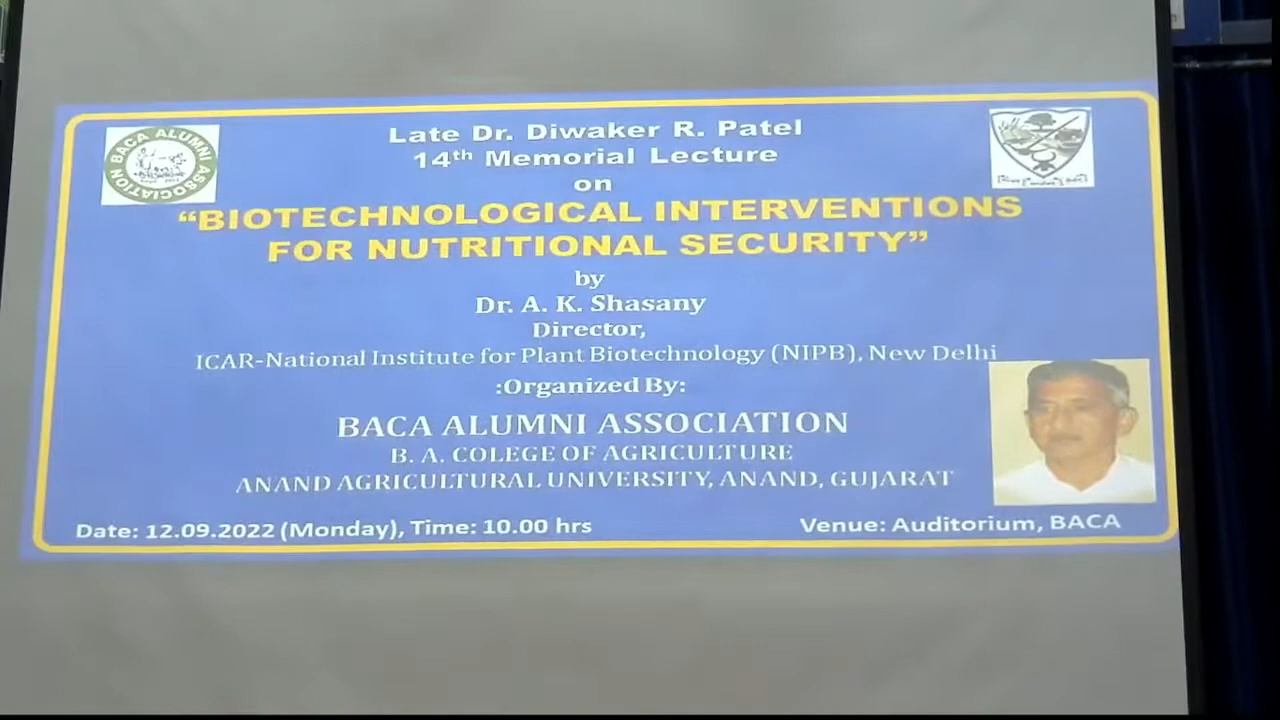 BACA ALUMNI ASSOCIATION
Late Dr. Diwaker R. Patel
14th Memorial Lecture
on
“BIOTECHNOLOGICAL INTERVENTIONS
FOR NUTRITIONAL SECURITY”
by
Dr. A. K. Shasany
Director,
ICAR-National Institute for Plant Biotechnology (NIPB), New Delhi
:Organized By:
BACA ALUMNI ASSOCIATION
B. A. COLEGE OF AGRICULTURE
ANAND AGRICULTURAL UNIVERSITY, ANAND, GUJARAT
Date: 12.09.2022 (Monday), Time: 10.00 hrs
Venue: Auditorium, BACA